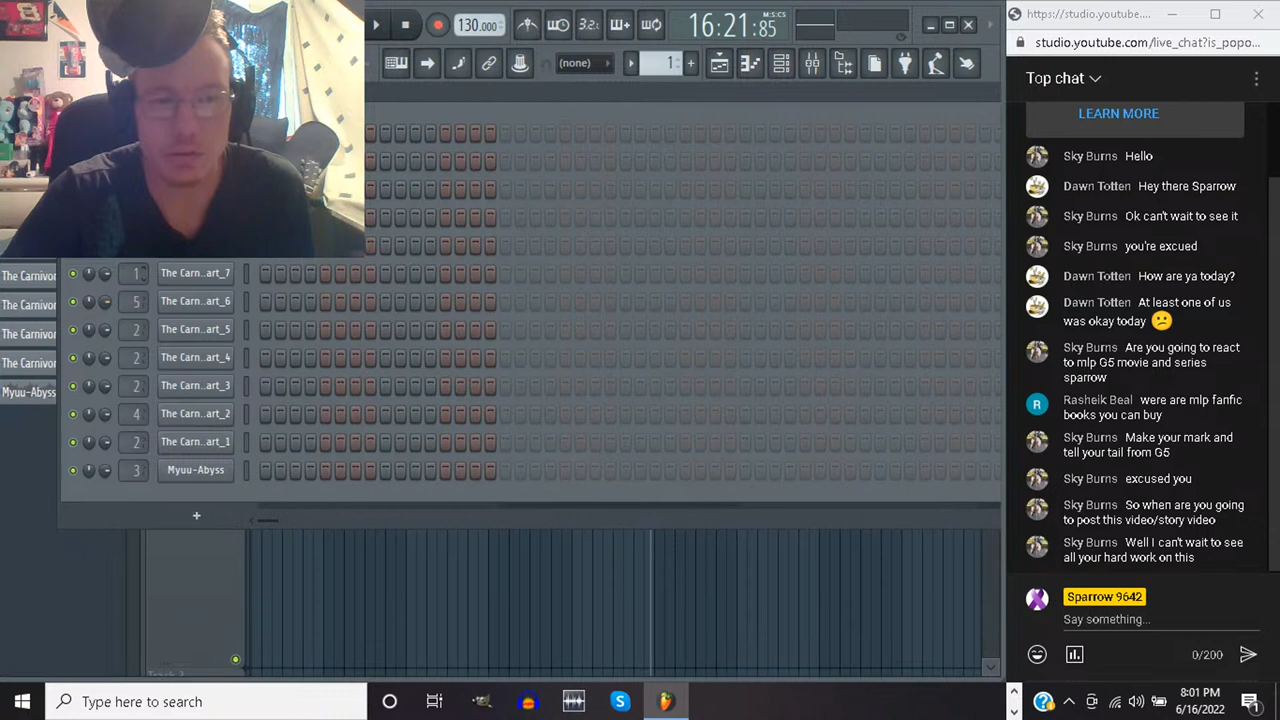 130.000
3.2.
16:21:85
M:S:CS
https://studio.youtube....
studio.youtube.com/live_chat?is_popo...
(none)
1
Top chat
LEARN MORE
Sky Burns Hello
Dawn Totten Hey there Sparrow
Sky Burns Ok can't wait to see it
Sky Burns you're excued
Dawn Totten How are ya today?
Dawn Totten At least one of us
was okay today
Sky Burns Are you going to react
to mlp G5 movie and series
sparrow
R
Rasheik Beal were are mlp fanfic
books you can buy
Sky Burns Make your mark and
tell your tail from G5
Sky Burns excused you
Sky Burns So when are you going
to post this video/story video
Sky Burns Well I can't wait to see
all your hard work on this
Sparrow 9642
Say something...
0/200
The Carnivor
The Carnivor
The Carnivor
The Carnivor
Myuu-Abyss
1 The Carn..art_7
5 The Carn..art_6
2 The Carn..art_5
2 The Carn..art_4
2 The Carn..art_3
4 The Carn..art_2
2 The Carn..art_1
3 Myuu-Abyss
+
Type here to search
8:01 PM
6/16/2022
1